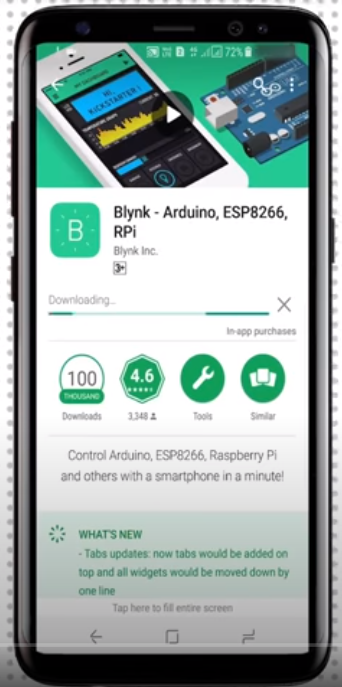 72%
APP DASHBOARD
HI,
KICKSTARTER!
B
Blynk - Arduino, ESP8266,
RPi
Blynk Inc.
3+
Downloading...
In-app purchases
100
THOUSAND
4.6
Downloads
3,348
Tools
Similar
Control Arduino, ESP8266, Raspberry Pi
and others with a smartphone in a minute!
WHAT'S NEW
- Tabs updates: now tabs would be added on
top and all widgets would be moved down by
one line
Tap here to fill entire screen